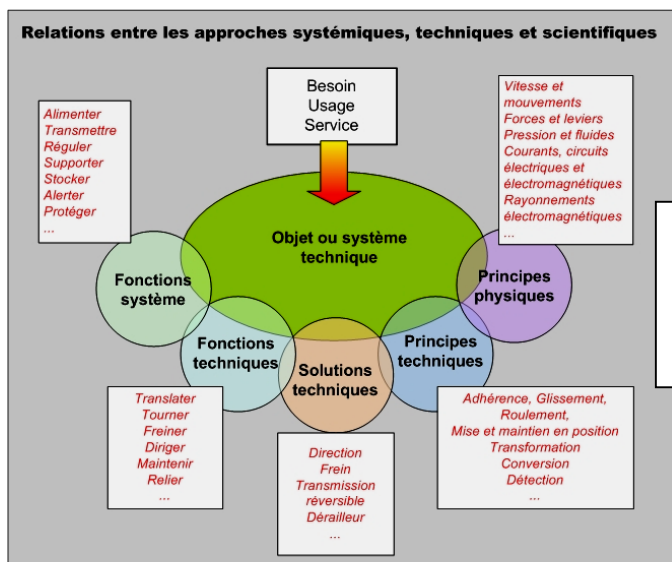 Relations entre les approches systémiques, techniques et scientifiques
Besoin
Usage
Service
Alimenter
Transmettre
Réguler
Supporter
Stocker
Alerter
Protéger
...
Vitesse et
mouvements
Forces et leviers
Pression et fluides
Courants, circuits
électriques et
électromagnétiques
Rayonnements
électromagnétiques
...
Objet ou système
technique
Fonctions
système
Fonctions
techniques
Solutions
techniques
Principes
techniques
Principes
physiques
Translater
Tourner
Freiner
Diriger
Maintenir
Relier
...
Direction
Frein
Transmission
réversible
Dérailleur
...
Adhérence, Glissement,
Roulement,
Mise et maintien en position
Transformation
Conversion
Détection
...